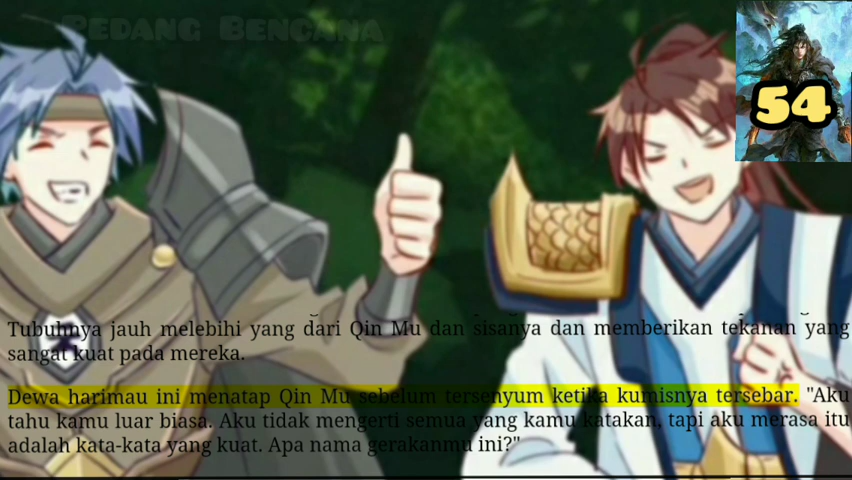 Pedang Bencana
54
Tubuhnya jauh melebihi yang dari Qin Mu dan sisanya dan memberikan tekanan yang
sangat kuat pada mereka.
Dewa harimau ini menatap Qin Mu sebelum tersenyum ketika kumisnya tersebar. "Aku
tahu kamu luar biasa. Aku tidak mengerti semua yang kamu katakan, tapi aku merasa itu
adalah kata-kata yang kuat. Apa nama gerakanmu ini?"